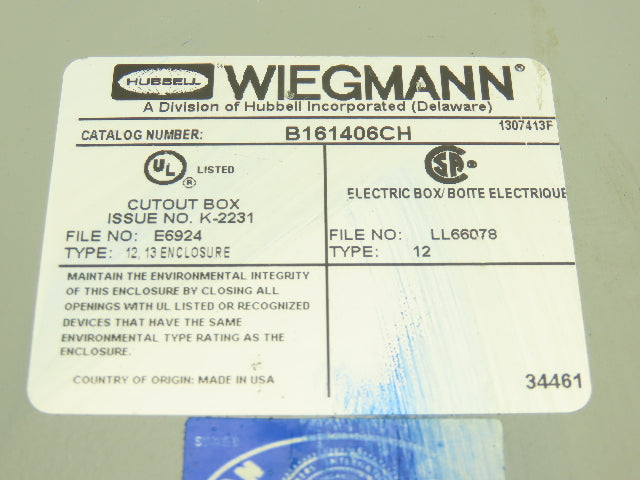 HUBBELL WIEGMANN®
A Division of Hubbell Incorporated (Delaware)
1307413F
CATALOG NUMBER: B161406CH
UL LISTED ®
CUTOUT BOX
ISSUE NO. K-2231
FILE NO: E6924
TYPE: 12, 13 ENCLOSURE
SA ®
ELECTRIC BOX/ BOITE ELECTRIQUE
FILE NO: LL66078
TYPE: 12
MAINTAIN THE ENVIRONMENTAL INTEGRITY
OF THIS ENCLOSURE BY CLOSING ALL
OPENINGS WITH UL LISTED OR RECOGNIZED
DEVICES THAT HAVE THE SAME
ENVIRONMENTAL TYPE RATING AS THE
ENCLOSURE.
COUNTRY OF ORIGIN: MADE IN USA
34461